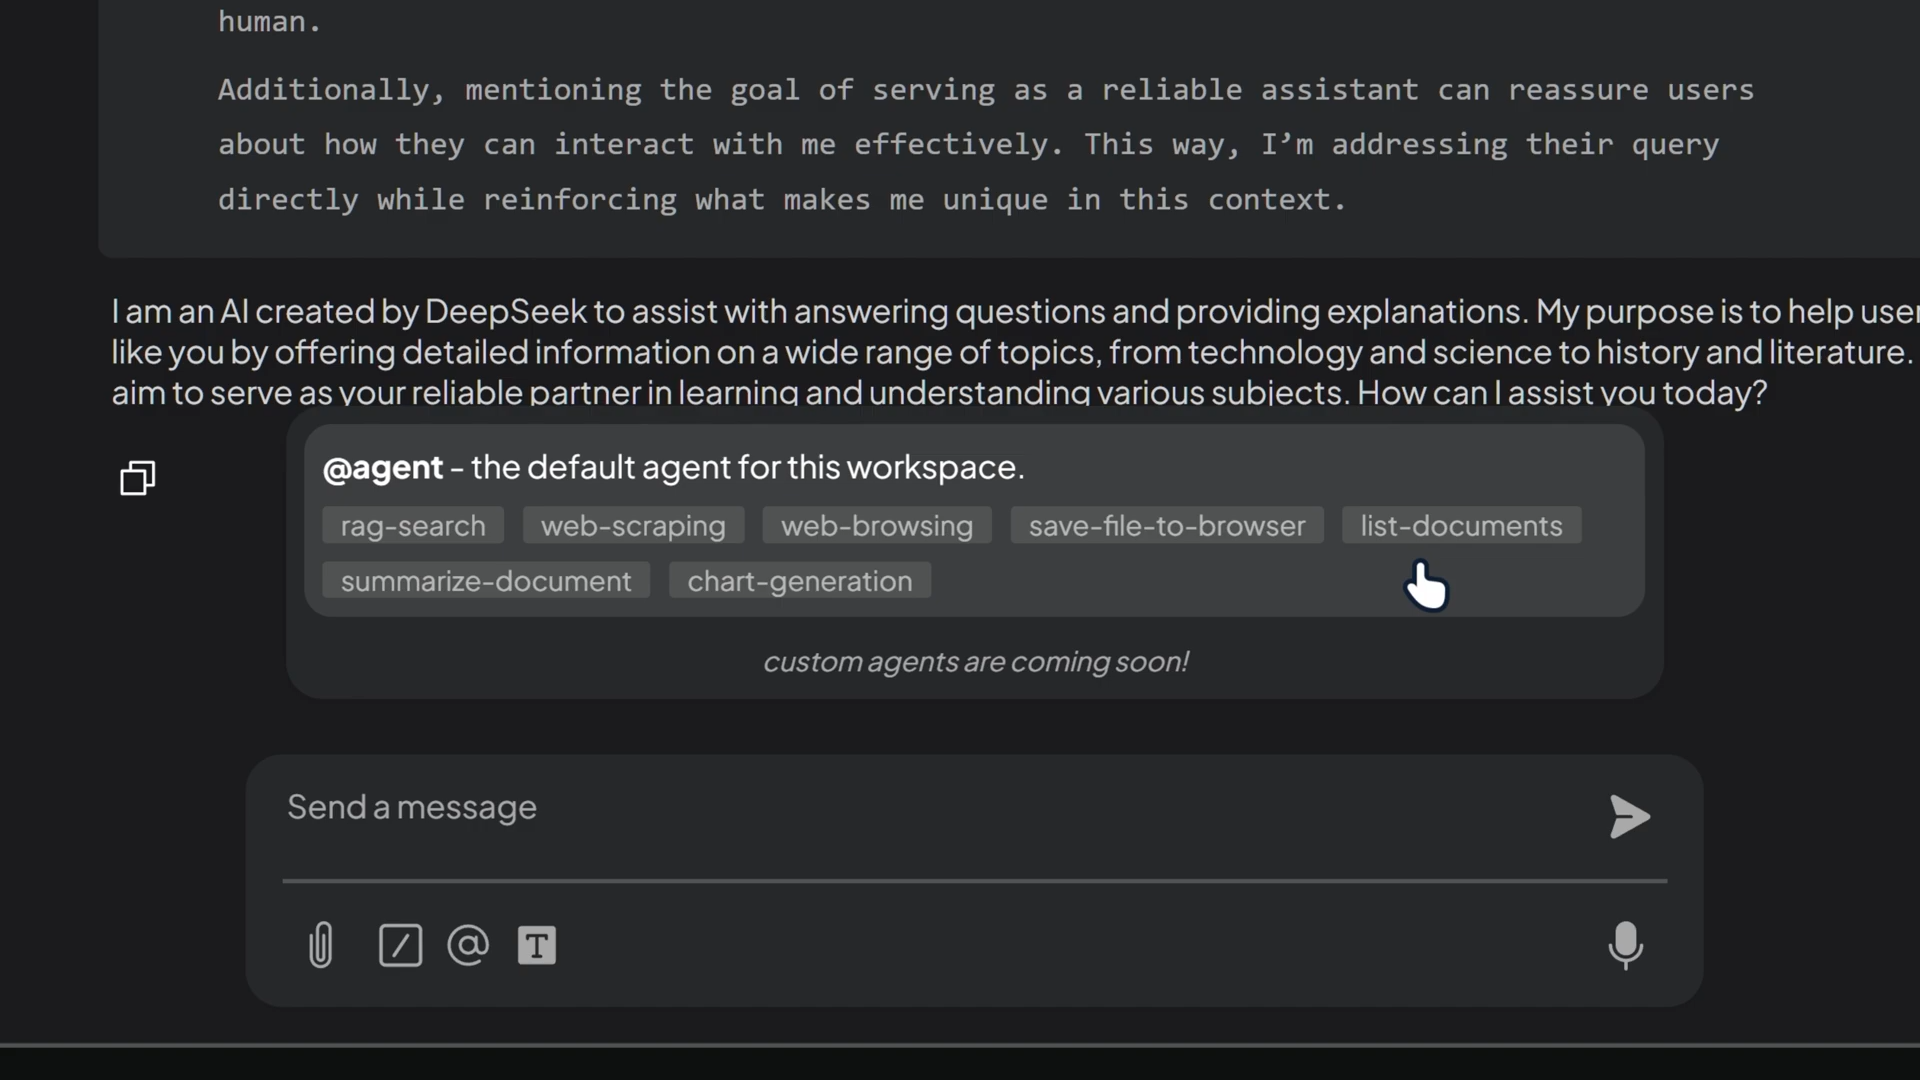 human.
Additionally, mentioning the goal of serving as a reliable assistant can reassure users
about how they can interact with me effectively. This way, I’m addressing their query
directly while reinforcing what makes me unique in this context.
I am an AI created by DeepSeek to assist with answering questions and providing explanations. My purpose is to help
like you by offering detailed information on a wide range of topics, from technology and science to history and literature.
aim to serve as your reliable partner in learning and understanding various subjects. How can I assist you today?
@agent - the default agent for this workspace.
rag-search web-scraping web-browsing save-file-to-browser list-documents
summarize-document chart-generation
custom agents are coming soon!
Send a message